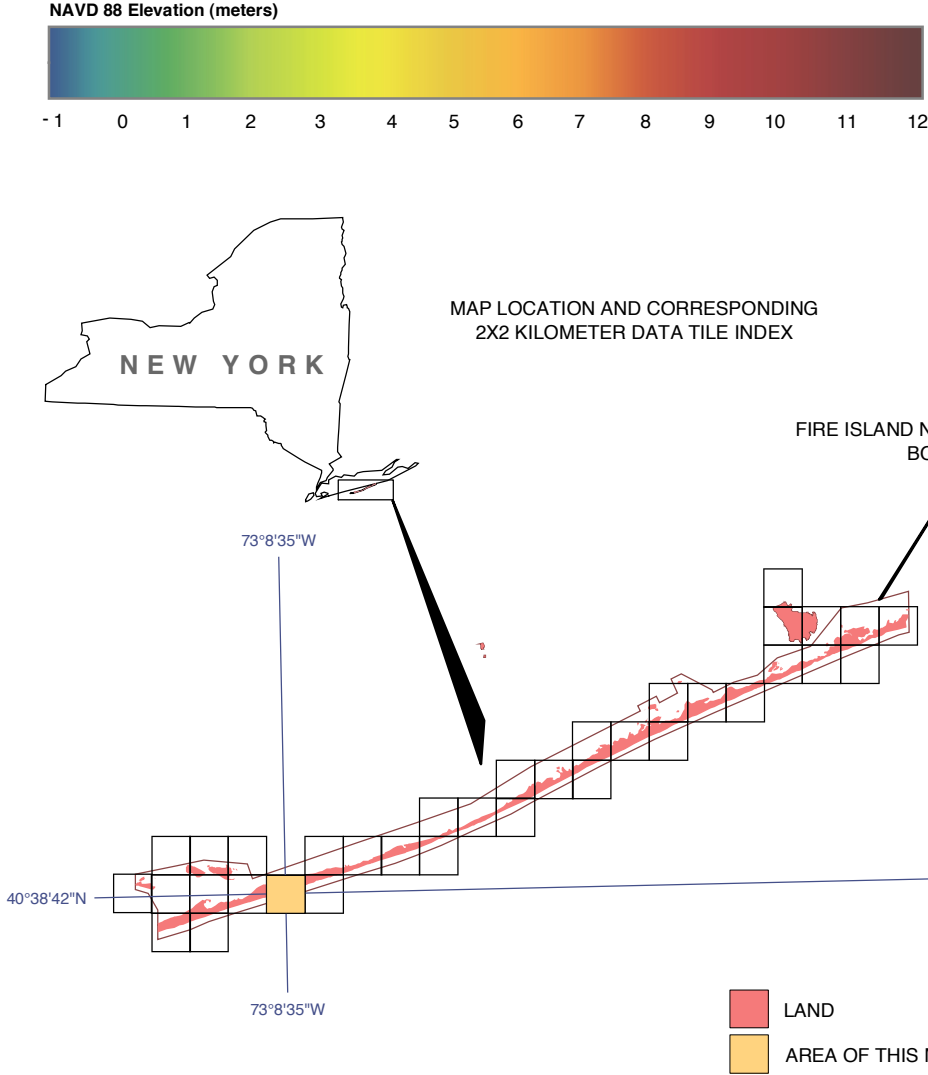 NAVD 88 Elevation (meters)
- 1 0 1 2 3 4 5 6 7 8 9 10 11 12
MAP LOCATION AND CORRESPONDING
2X2 KILOMETER DATA TILE INDEX
NEW YORK
FIRE ISLAND N
BO
73°8'35"W
40°38'42"N
73°8'35"W
LAND
AREA OF THIS